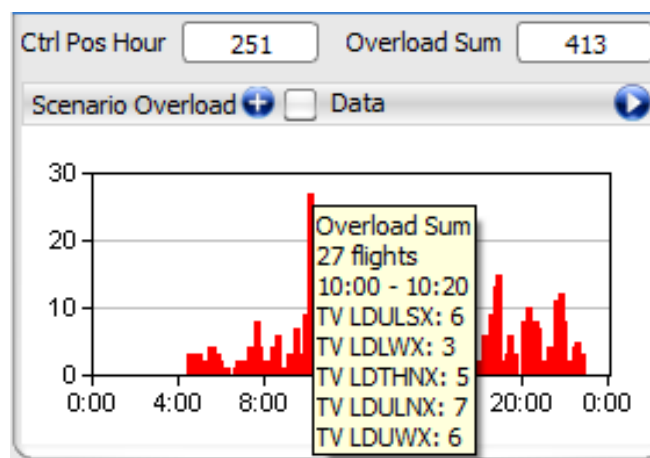 Ctrl Pos Hour 251 Overload Sum 413
Scenario Overload Data
30
20
10
0
0:00 4:00 8:00 20:00 0:00
Overload Sum
27 flights
10:00 - 10:20
TV LDULSX: 6
TV LDLWX: 3
TV LDTHNX: 5
TV LDULNX: 7
TV LDUWX: 6